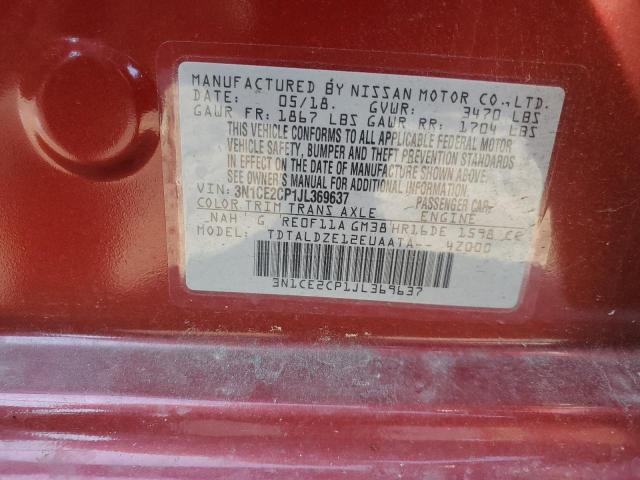 MANUFACTURED BY NISSAN MOTOR CO.,LTD.
DATE: 05/18. GVWR: 3470 LBS
GAWR FR: 1867 LBS GAWR RR: 1704 LBS
THIS VEHICLE CONFORMS TO ALL APPLICABLE FEDERAL MOTOR
VEHICLE SAFETY, BUMPER AND THEFT PREVENTION STANDARDS
IN EFFECT ON THE DATE OF MANUFACTURE SHOWN ABOVE.
SEE OWNER'S MANUAL FOR ADDITIONAL INFORMATION.
VIN: 3N1CE2CP1JL369637 PASSENGER CAR
COLOR TRIM TRANS AXLE ENGINE
NAH G RE0F11A GM38 HR16DE 1598 CC
MODEL: TDTALDZE12EUAATA-- 4Z000
3N1CE2CP1JL369637